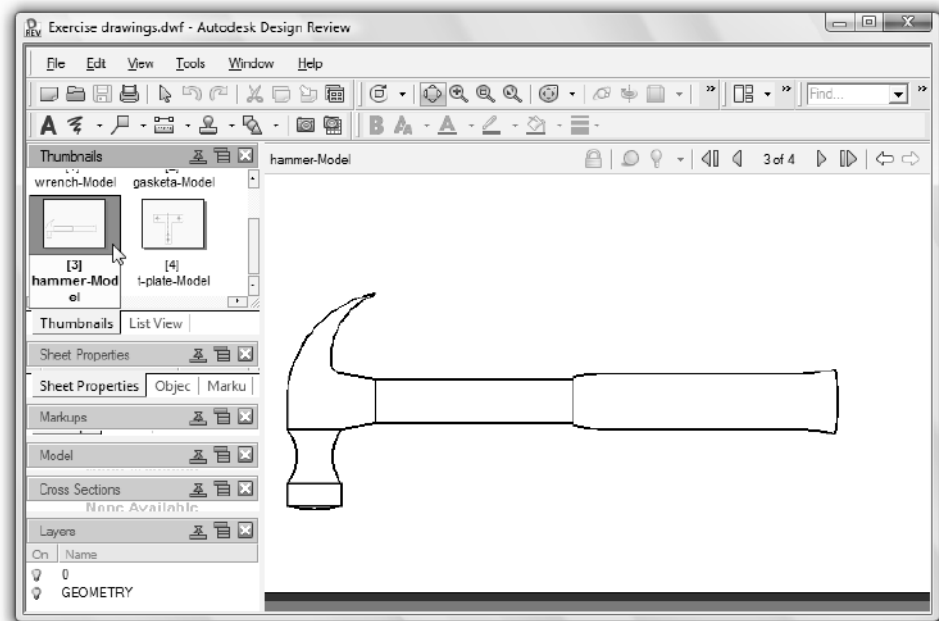 Exercise drawings.dwf - Autodesk Design Review
File Edit View Tools Window Help
Find...
Thumbnails
wrench-Model gasketa-Model
[3] [4]
hammer-Mod t-plate-Model
el
Thumbnails List View
Sheet Properties
Sheet Properties Objec Marku
Markups
Model
Cross Sections
None Available
Layers
On Name
0
GEOMETRY
hammer-Model 3 of 4